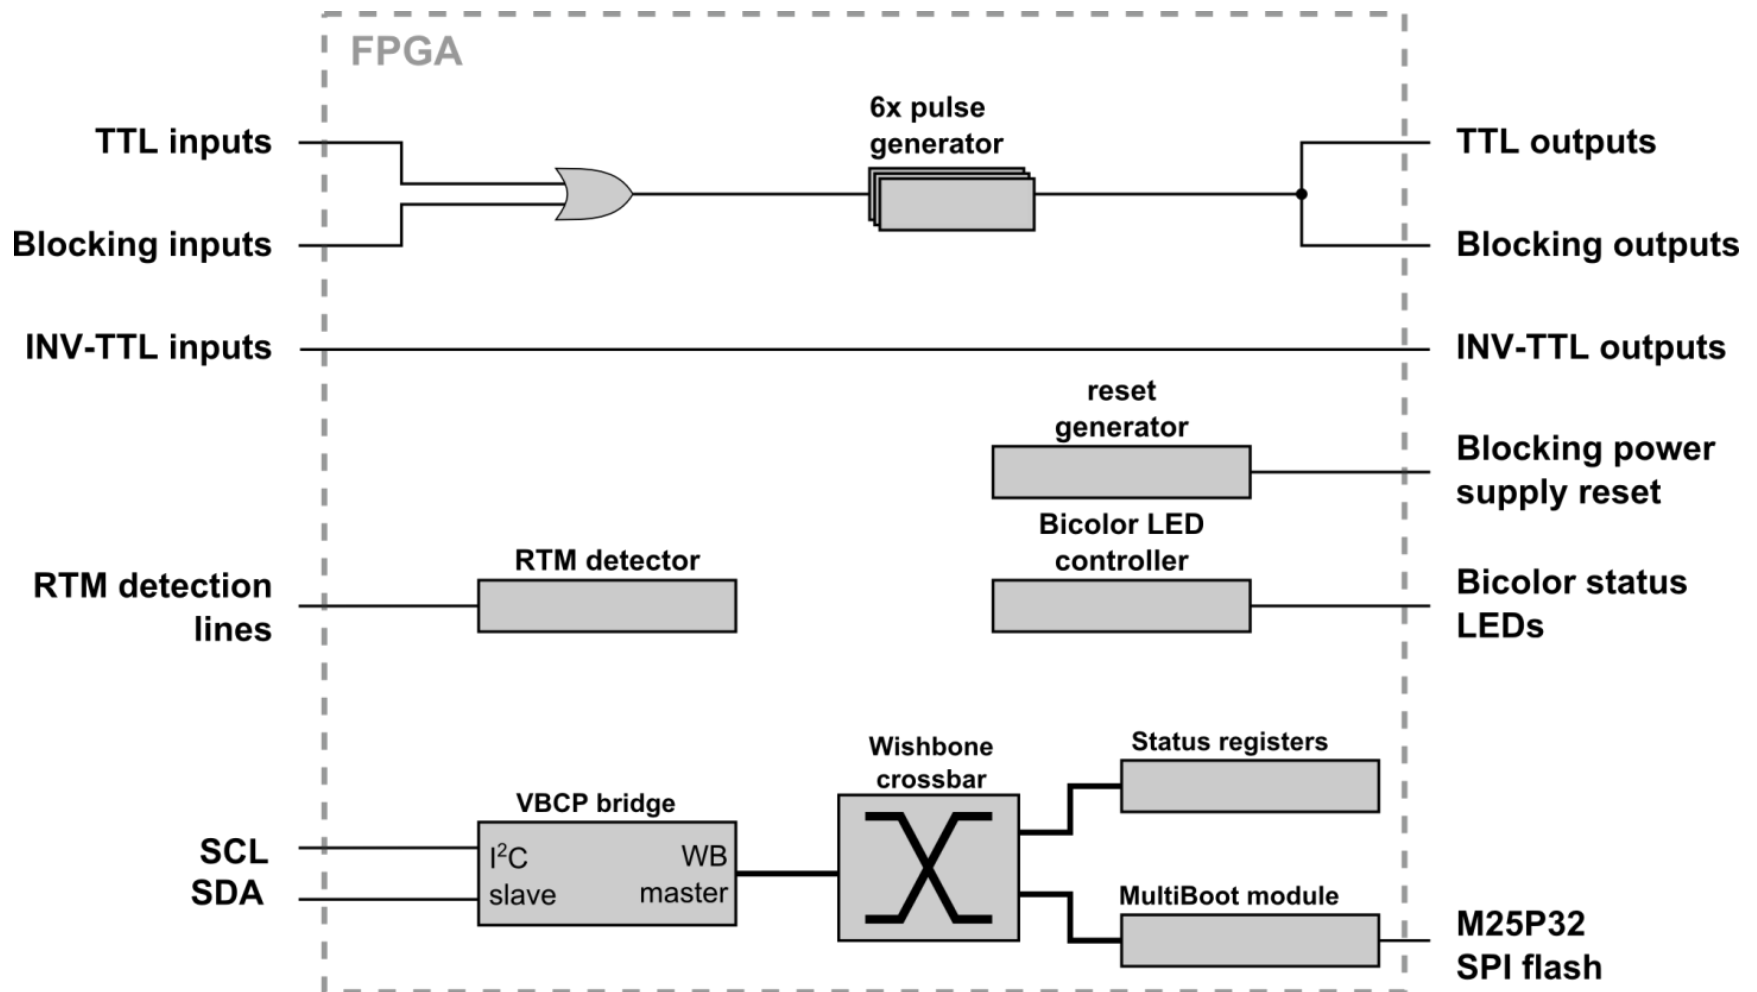 FPGA
6x pulse
generator
TTL inputs
TTL outputs
Blocking inputs
Blocking outputs
INV-TTL inputs
INV-TTL outputs
reset
generator
Blocking power
supply reset
Bicolor LED
controller
RTM detector
RTM detection
lines
Bicolor status
LEDs
Wishbone
crossbar
Status registers
VBCP bridge
SCL
SDA
I²C
slave
WB
master
MultiBoot module
M25P32
SPI flash